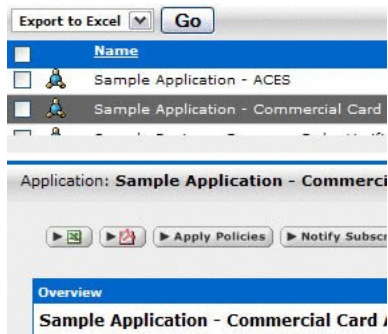 Export to Excel Go
Name
Sample Application - ACES
Sample Application - Commercial Card
Application: Sample Application - Commerci
Apply Policies Notify Subscr
Overview
Sample Application - Commercial Card A